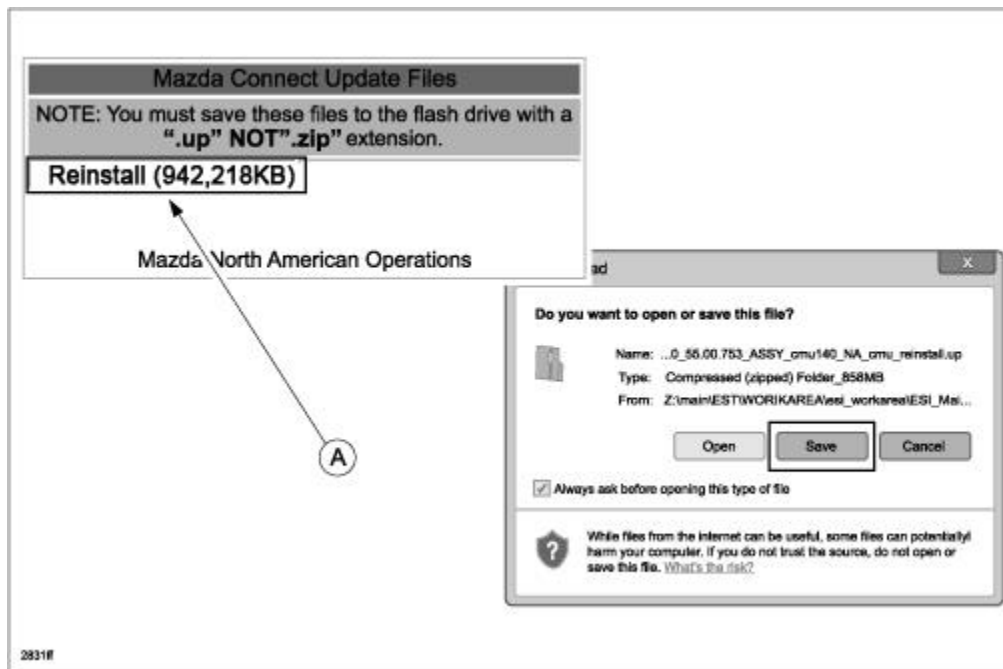 Mazda Connect Update Files
NOTE: You must save these files to the flash drive with a
“.up” NOT”.zip” extension.
Reinstall (942,218KB)
Mazda North American Operations
A
ad
X
Do you want to open or save this file?
Name: ...0_55.00.753_ASSY_cmu140_NA_cmu_reinstall.up
Type: Compressed (zipped) Folder_858MB
From: Z:\main\EST\WORIKAREA\esi_workarea\ESI_Mai...
Open
Save
Cancel
Always ask before opening this type of file
While files from the internet can be useful, some files can potentiallyl
harm your computer. If you do not trust the source, do not open or
save this file. What's the risk?
?